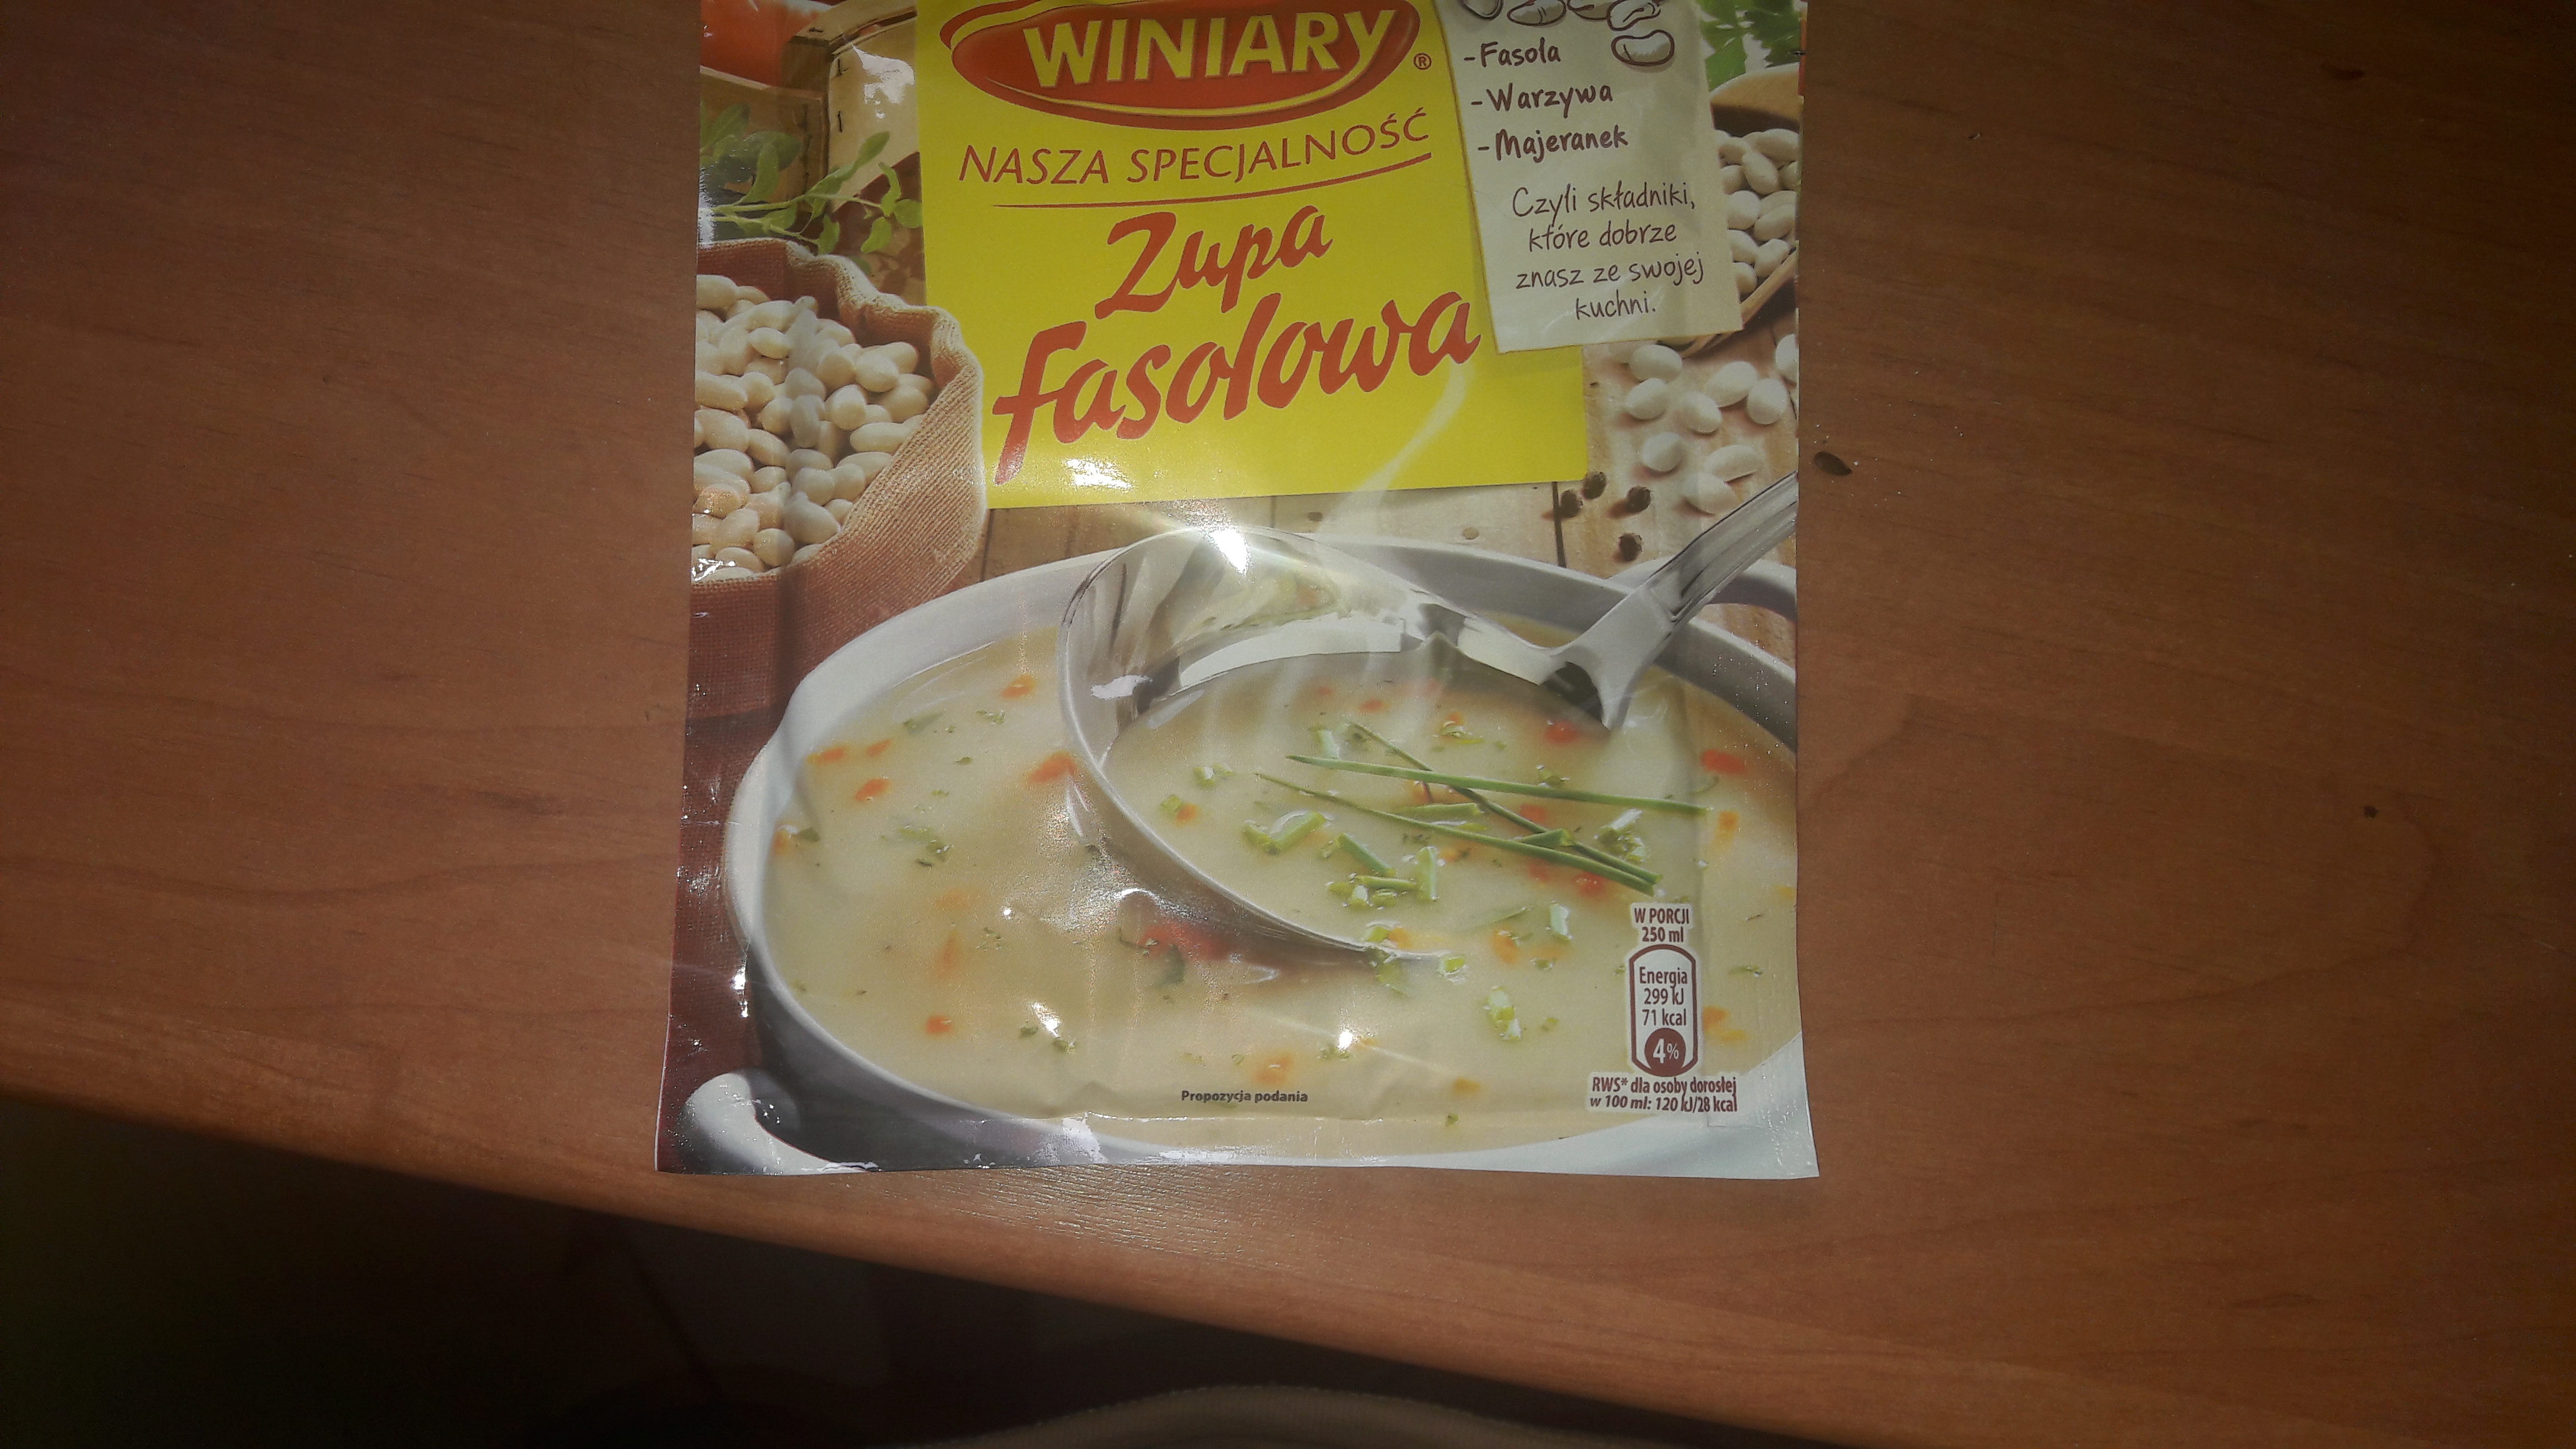 WINIARY®
NASZA SPECJALNOŚĆ
Zupa
fasolowa
-Fasola
-Warzywa
-Majeranek
Czyli składniki,
które dobrze
znasz ze swojej
kuchni.
W PORCJI
250 ml
Energia
299 kJ
71 kcal
4%
RWS* dla osoby dorosłej
w 100 ml: 120 kJ/28 kcal
Propozycja podania